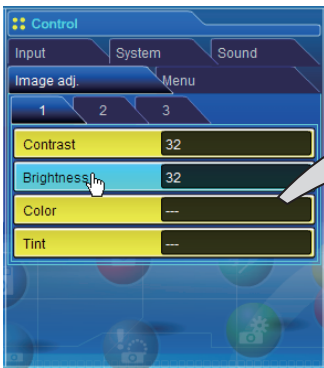 Control
Input System Sound
Image adj. Menu
1 2 3
Contrast 32
Brightness 32
Color ---
Tint ---